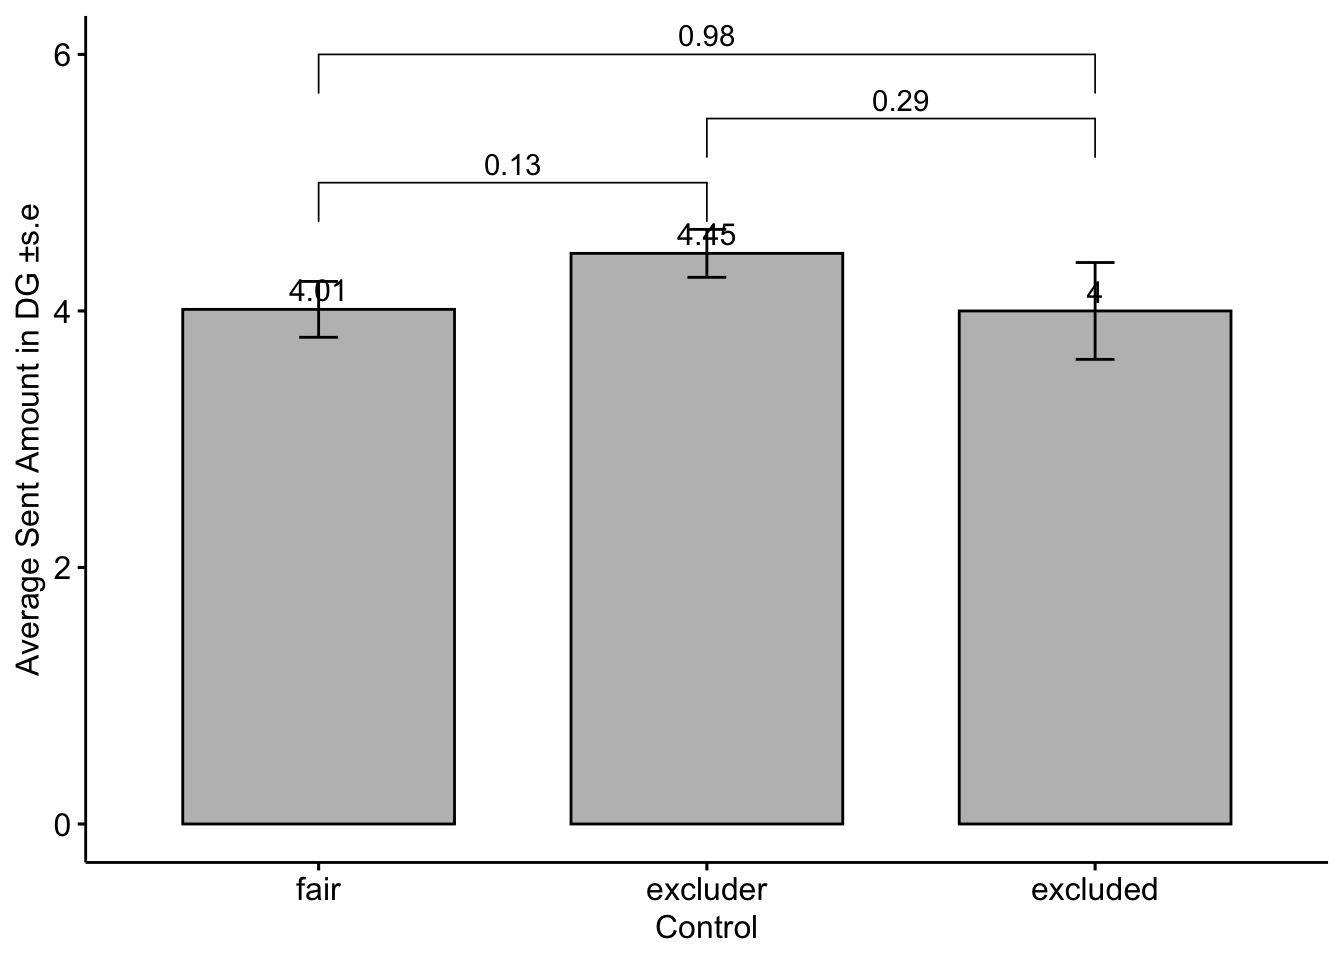 0.98
0.29
0.13
4.45
4.01
4
6
4
2
0
Average Sent Amount in DG ±s.e
fair
excluder
excluded
Control